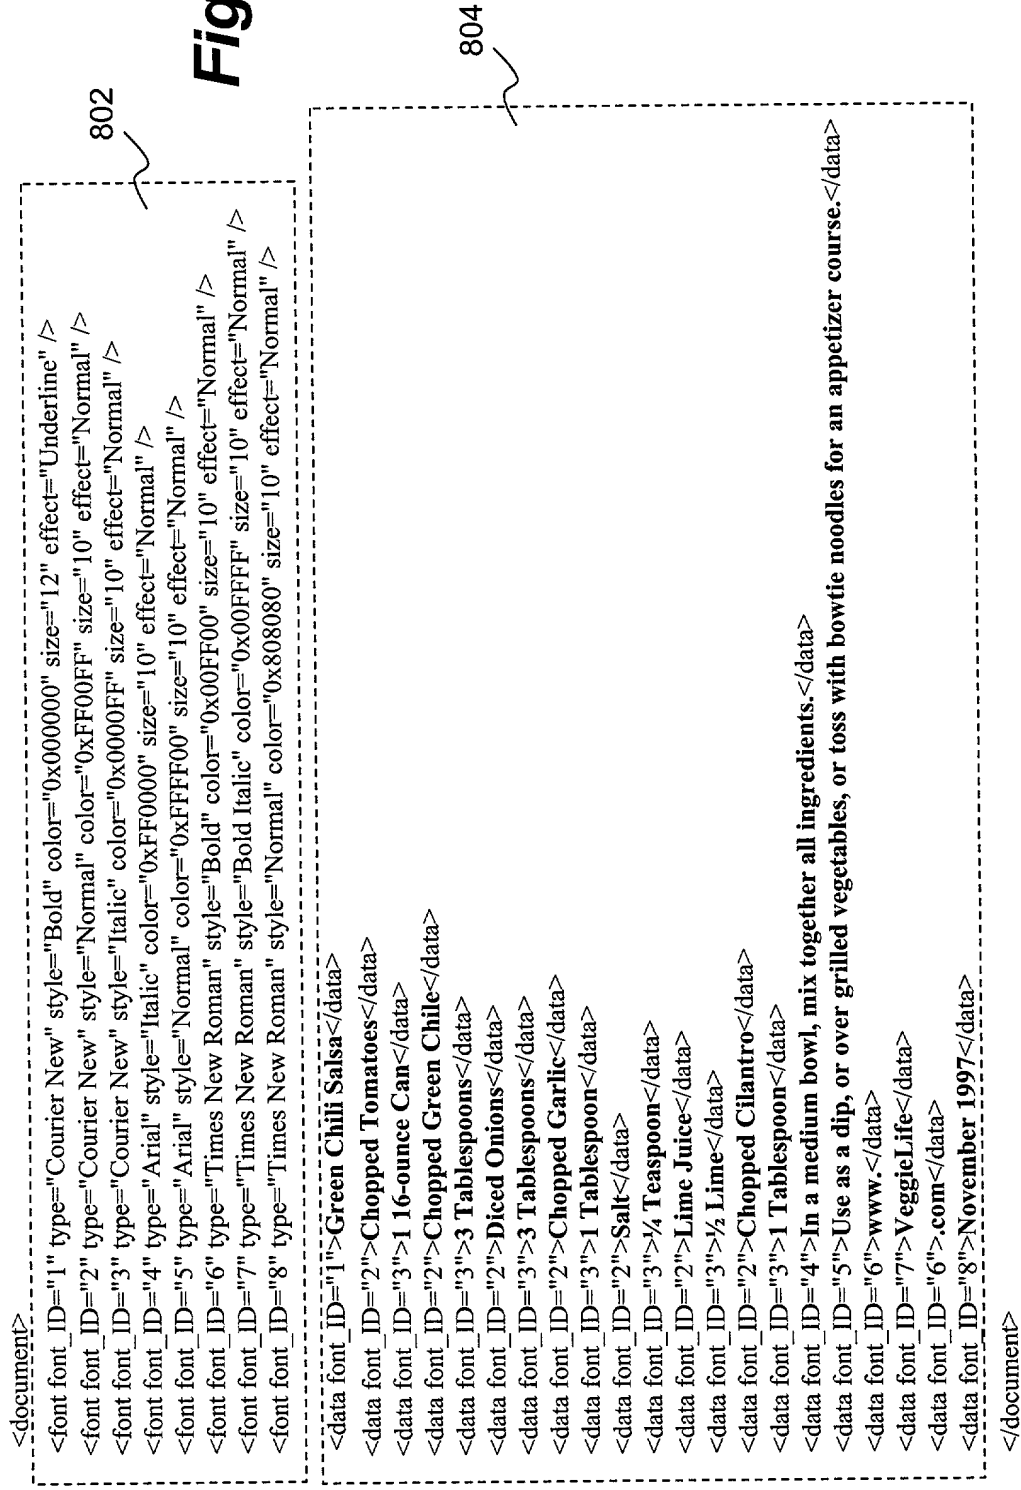 <document>
<font font_ID="1" type="Courier New" style="Bold" color="0x000000" size="12" effect="Underline" />
<font font_ID="2" type="Courier New" style="Normal" color="0xFF00FF" size="10" effect="Normal" />
<font font_ID="3" type="Courier New" style="Italic" color="0x0000FF" size="10" effect="Normal" />
<font font_ID="4" type="Arial" style="Italic" color="0xFF0000" size="10" effect="Normal" />
<font font_ID="5" type="Arial" style="Normal" color="0xFFFF00" size="10" effect="Normal" />
<font font_ID="6" type="Times New Roman" style="Bold" color="0x00FF00" size="10" effect="Normal" />
<font font_ID="7" type="Times New Roman" style="Bold Italic" color="0x00FFFF" size="10" effect="Normal" />
<font font_ID="8" type="Times New Roman" style="Normal" color="0x808080" size="10" effect="Normal" />
802
Fig
<data font_ID="1">Green Chili Salsa</data>
<data font_ID="2">Chopped Tomatoes</data>
<data font_ID="3">1 16-ounce Can</data>
<data font_ID="2">Chopped Green Chile</data>
<data font_ID="3">3 Tablespoons</data>
<data font_ID="2">Diced Onions</data>
<data font_ID="3">3 Tablespoons</data>
<data font_ID="2">Chopped Garlic</data>
<data font_ID="3">1 Tablespoon</data>
<data font_ID="2">Salt</data>
<data font_ID="3">¼ Teaspoon</data>
<data font_ID="2">Lime Juice</data>
<data font_ID="3">½ Lime</data>
<data font_ID="2">Chopped Cilantro</data>
<data font_ID="3">1 Tablespoon</data>
<data font_ID="4">In a medium bowl, mix together all ingredients.</data>
<data font_ID="5">Use as a dip, or over grilled vegetables, or toss with bowtie noodles for an appetizer course.</data>
<data font_ID="6">www.</data>
<data font_ID="7">VeggieLife</data>
<data font_ID="6">.com</data>
<data font_ID="8">November 1997</data>
804
</document>